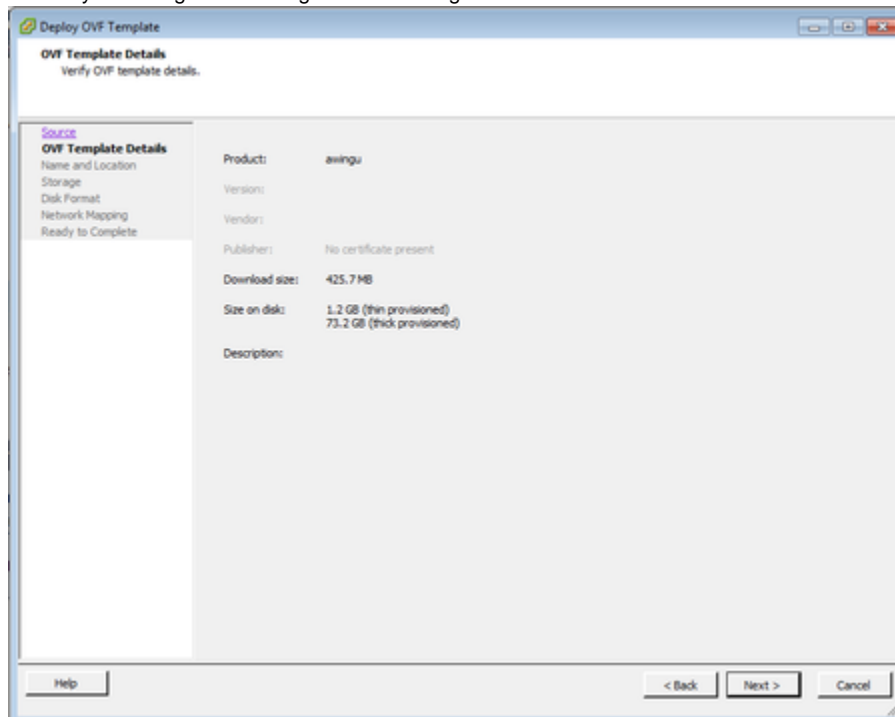 Deploy OVF Template
OVF Template Details
Verify OVF template details.
Source
OVF Template Details
Name and Location
Storage
Disk Format
Network Mapping
Ready to Complete
Product: awingu
Version:
Vendor:
Publisher: No certificate present
Download size: 425.7 MB
Size on disk: 1.2 GB (thin provisioned)
73.2 GB (thick provisioned)
Description:
Help
< Back
Next >
Cancel